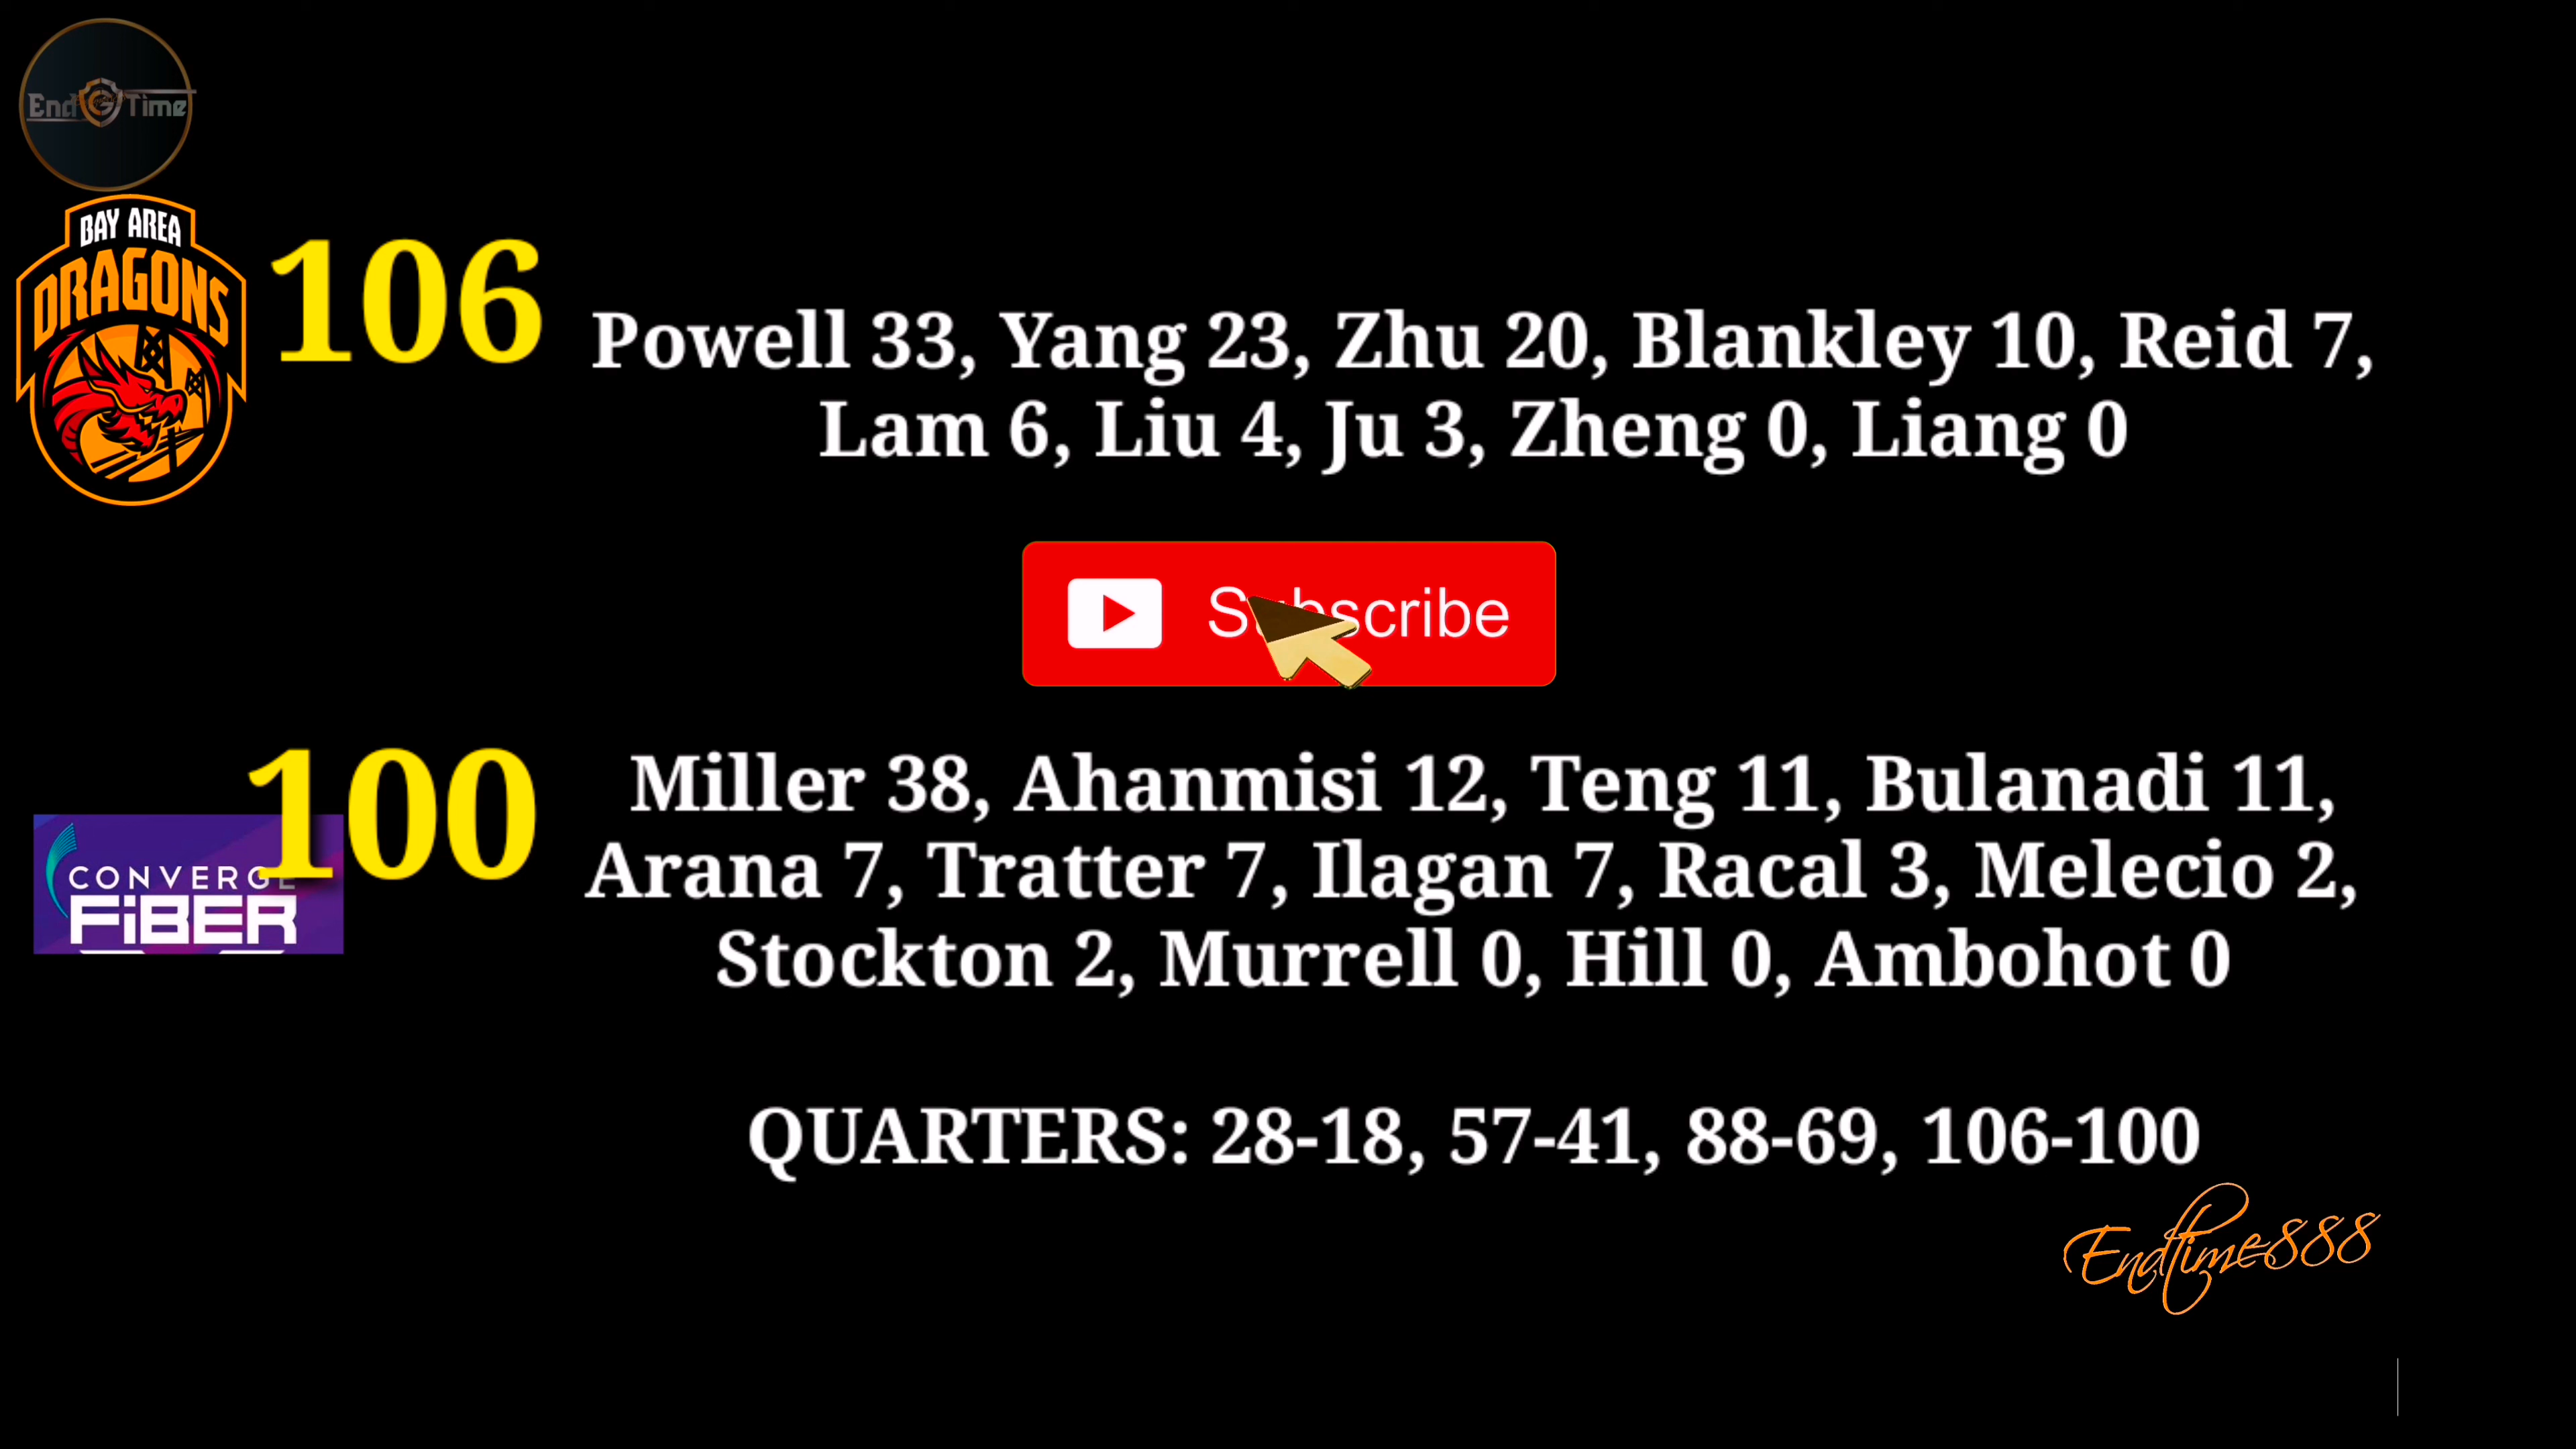 End G Time
BAY AREA
DRAGONS
106
Powell 33, Yang 23, Zhu 20, Blankley 10, Reid 7,
Lam 6, Liu 4, Ju 3, Zheng 0, Liang 0
Subscribe
100
CONVERGE
FiBER
Miller 38, Ahanmisi 12, Teng 11, Bulanadi 11,
Arana 7, Tratter 7, Ilagan 7, Racal 3, Melecio 2,
Stockton 2, Murrell 0, Hill 0, Ambohot 0
QUARTERS: 28-18, 57-41, 88-69, 106-100
Endtime888